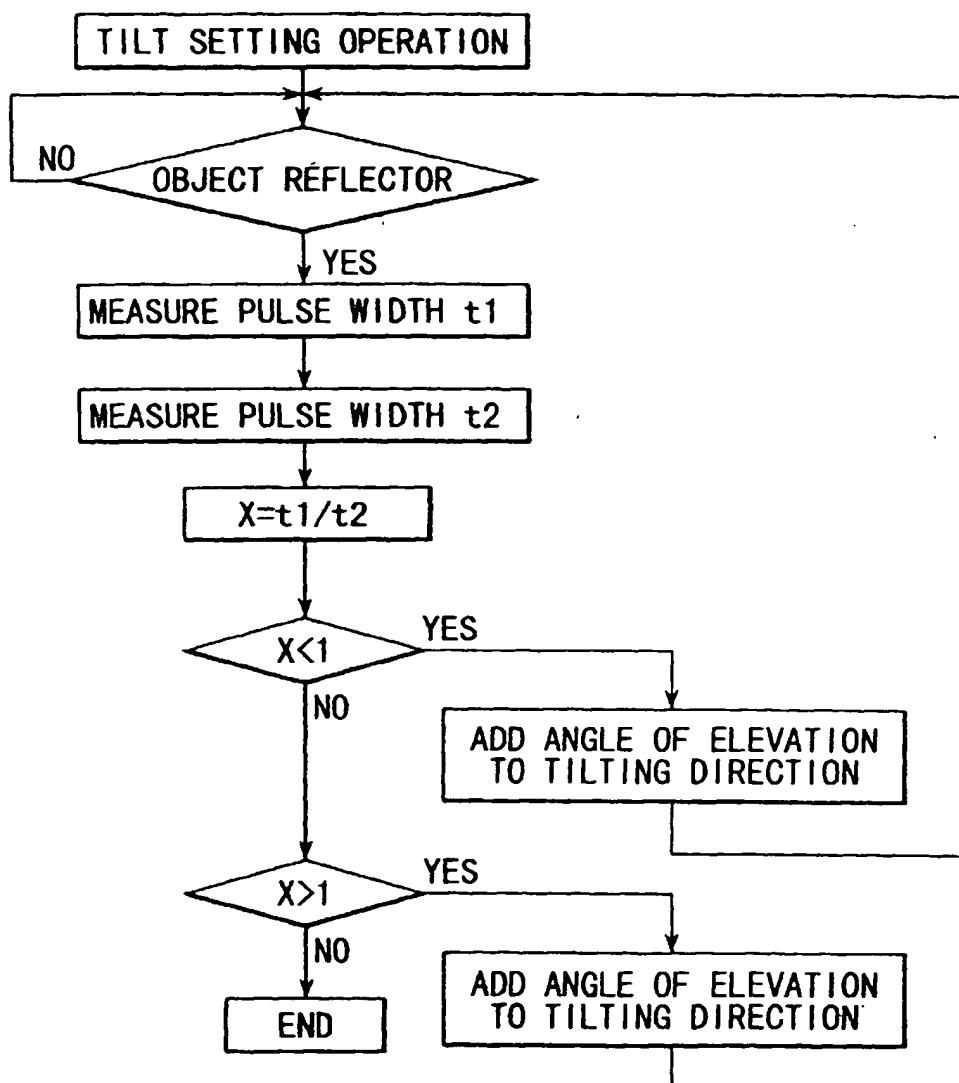 TILT SETTING OPERATION
NO
OBJECT REFLECTOR
YES
MEASURE PULSE WIDTH t1
MEASURE PULSE WIDTH t2
X=t1/t2
X<1
YES
NO
ADD ANGLE OF ELEVATION
TO TILTING DIRECTION
X>1
YES
NO
ADD ANGLE OF ELEVATION
TO TILTING DIRECTION
END